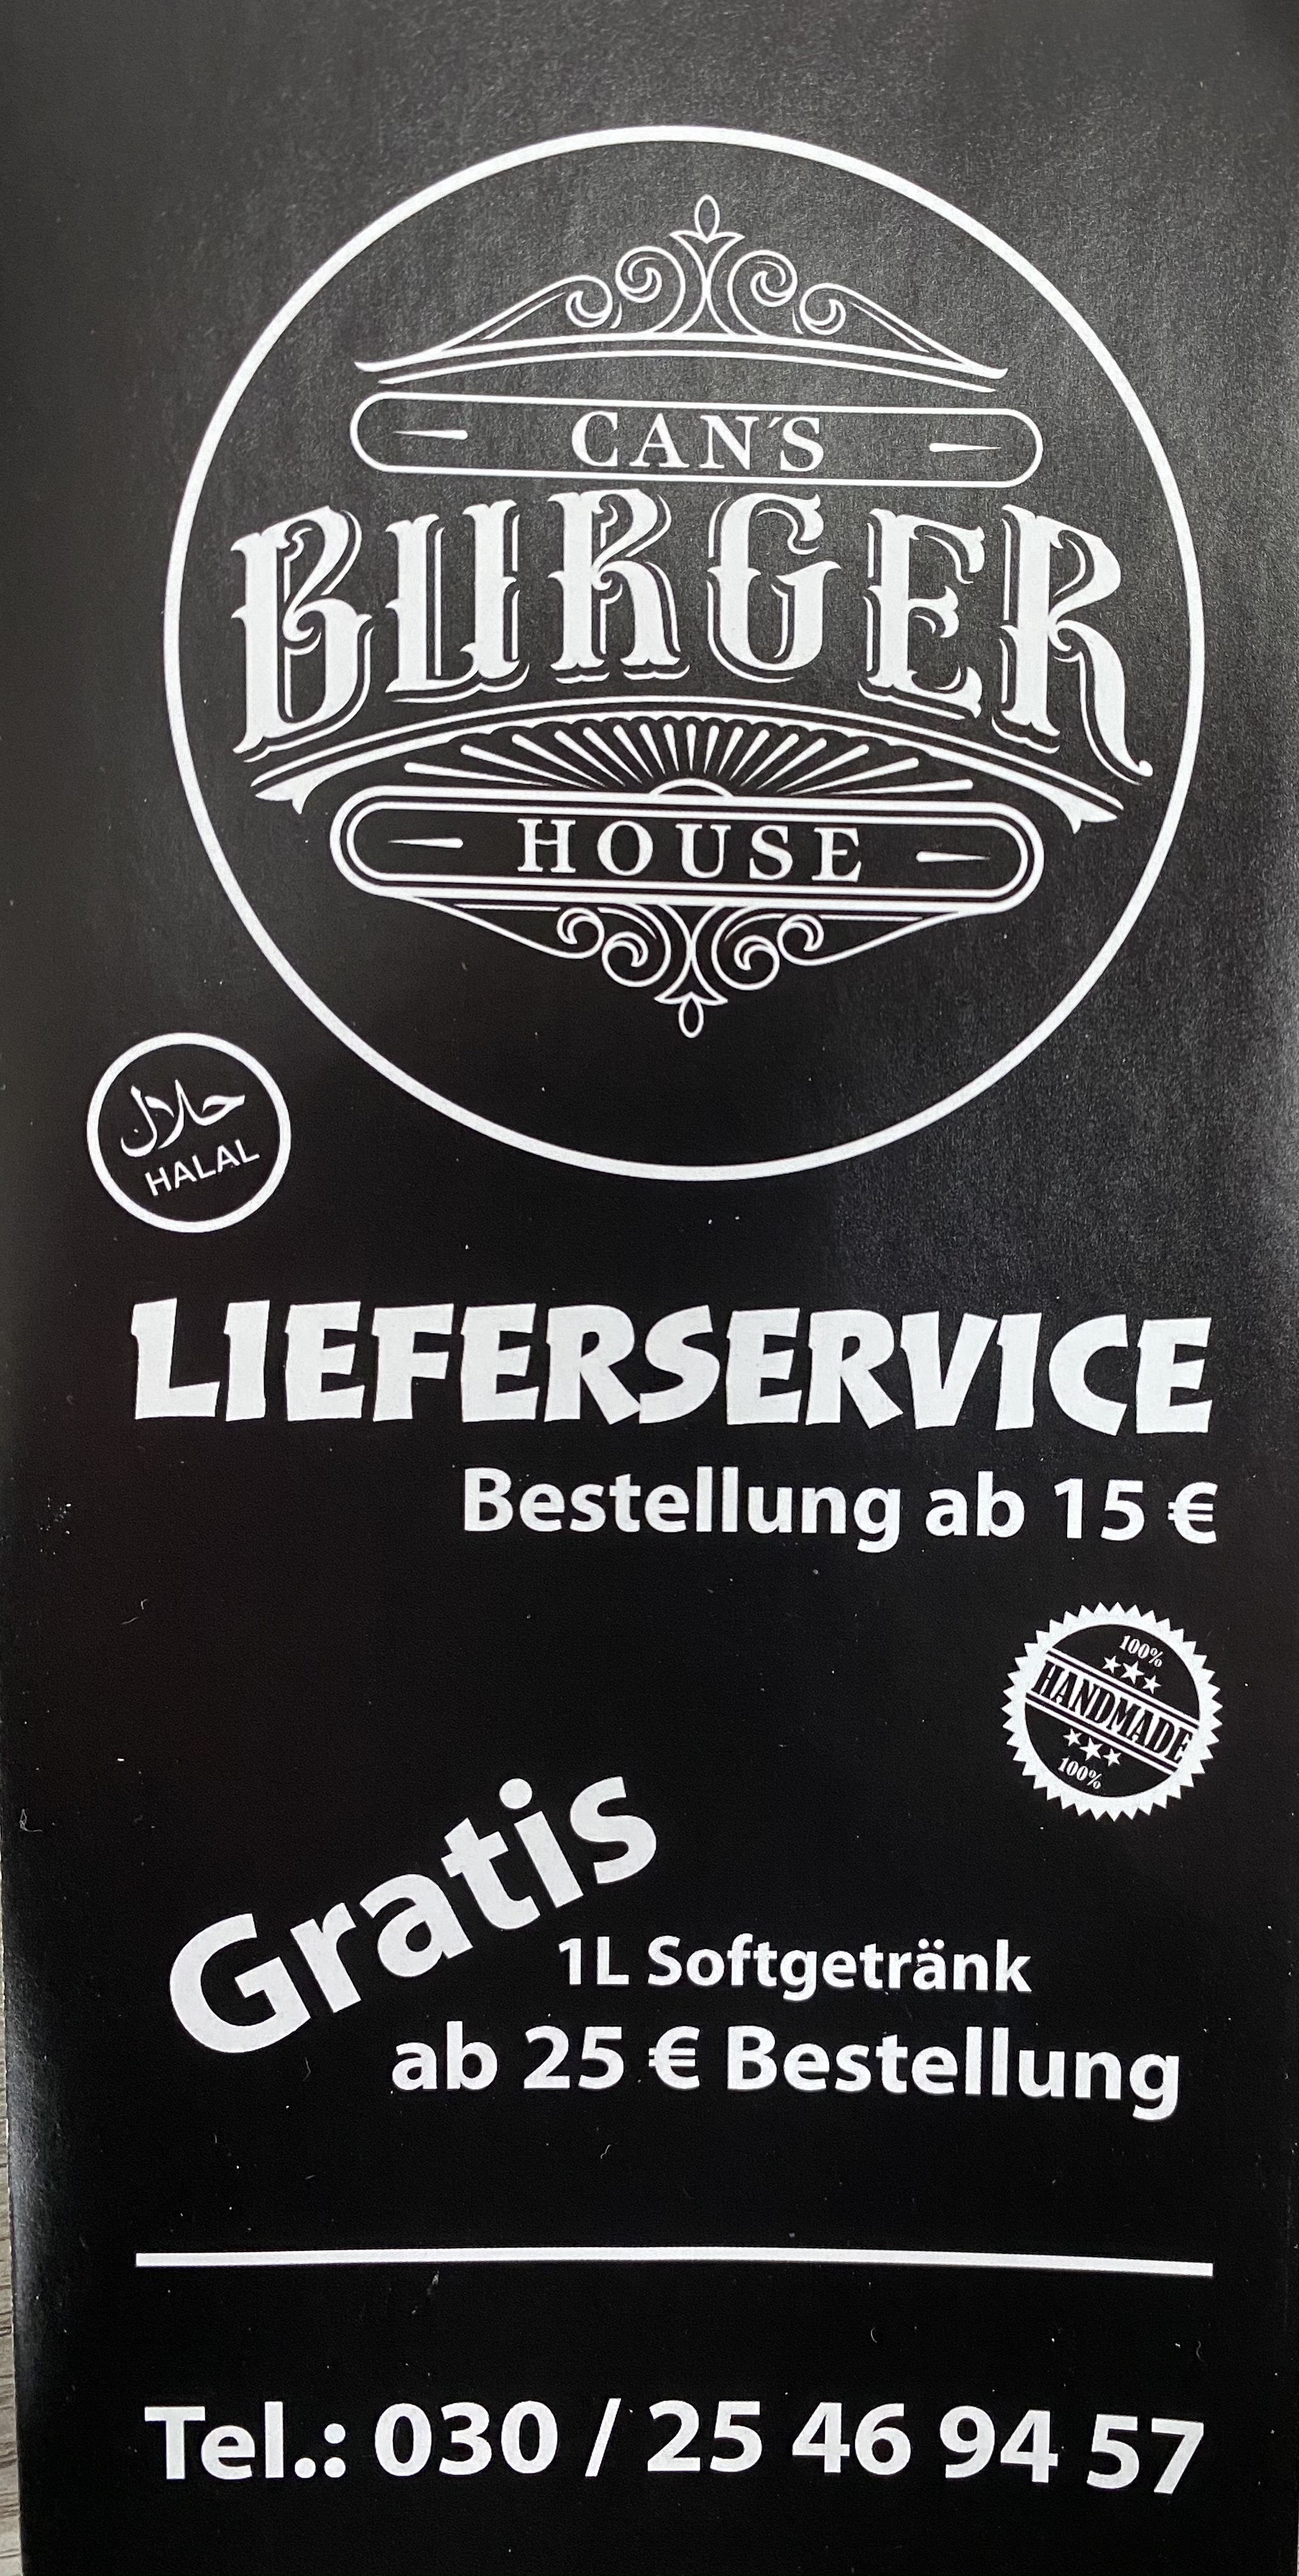 CAN´S
BURGER
HOUSE
حلال
HALAL
LIEFERSERVICE
Bestellung ab 15 €
100%
HANDMADE
100%
Gratis
1L Softgetränk
ab 25 € Bestellung
Tel.: 030 / 25 46 94 57